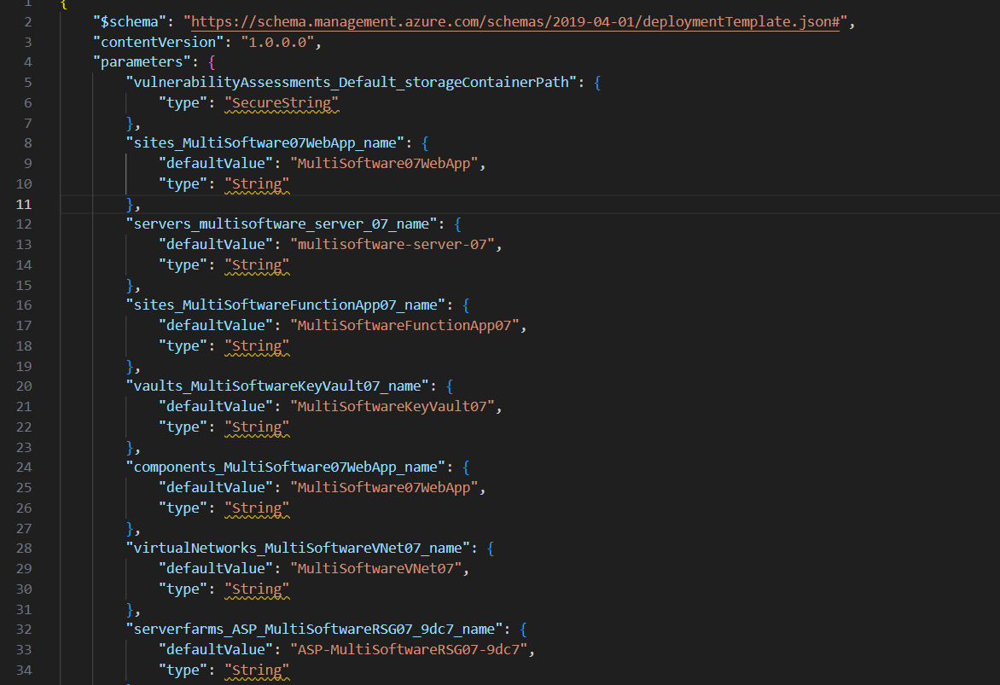 1 {
2 "$schema": "https://schema.management.azure.com/schemas/2019-04-01/deploymentTemplate.json#",
3 "contentVersion": "1.0.0.0",
4 "parameters": {
5 "vulnerabilityAssessments_Default_storageContainerPath": {
6 "type": "SecureString"
7 },
8 "sites_MultiSoftware07WebApp_name": {
9 "defaultValue": "MultiSoftware07WebApp",
10 "type": "String"
11 },
12 "servers_multisoftware_server_07_name": {
13 "defaultValue": "multisoftware-server-07",
14 "type": "String"
15 },
16 "sites_MultiSoftwareFunctionApp07_name": {
17 "defaultValue": "MultiSoftwareFunctionApp07",
18 "type": "String"
19 },
20 "vaults_MultiSoftwareKeyVault07_name": {
21 "defaultValue": "MultiSoftwareKeyVault07",
22 "type": "String"
23 },
24 "components_MultiSoftware07WebApp_name": {
25 "defaultValue": "MultiSoftware07WebApp",
26 "type": "String"
27 },
28 "virtualNetworks_MultiSoftwareVNet07_name": {
29 "defaultValue": "MultiSoftwareVNet07",
30 "type": "String"
31 },
32 "serverfarms_ASP_MultiSoftwareRSG07_9dc7_name": {
33 "defaultValue": "ASP-MultiSoftwareRSG07-9dc7",
34 "type": "String"